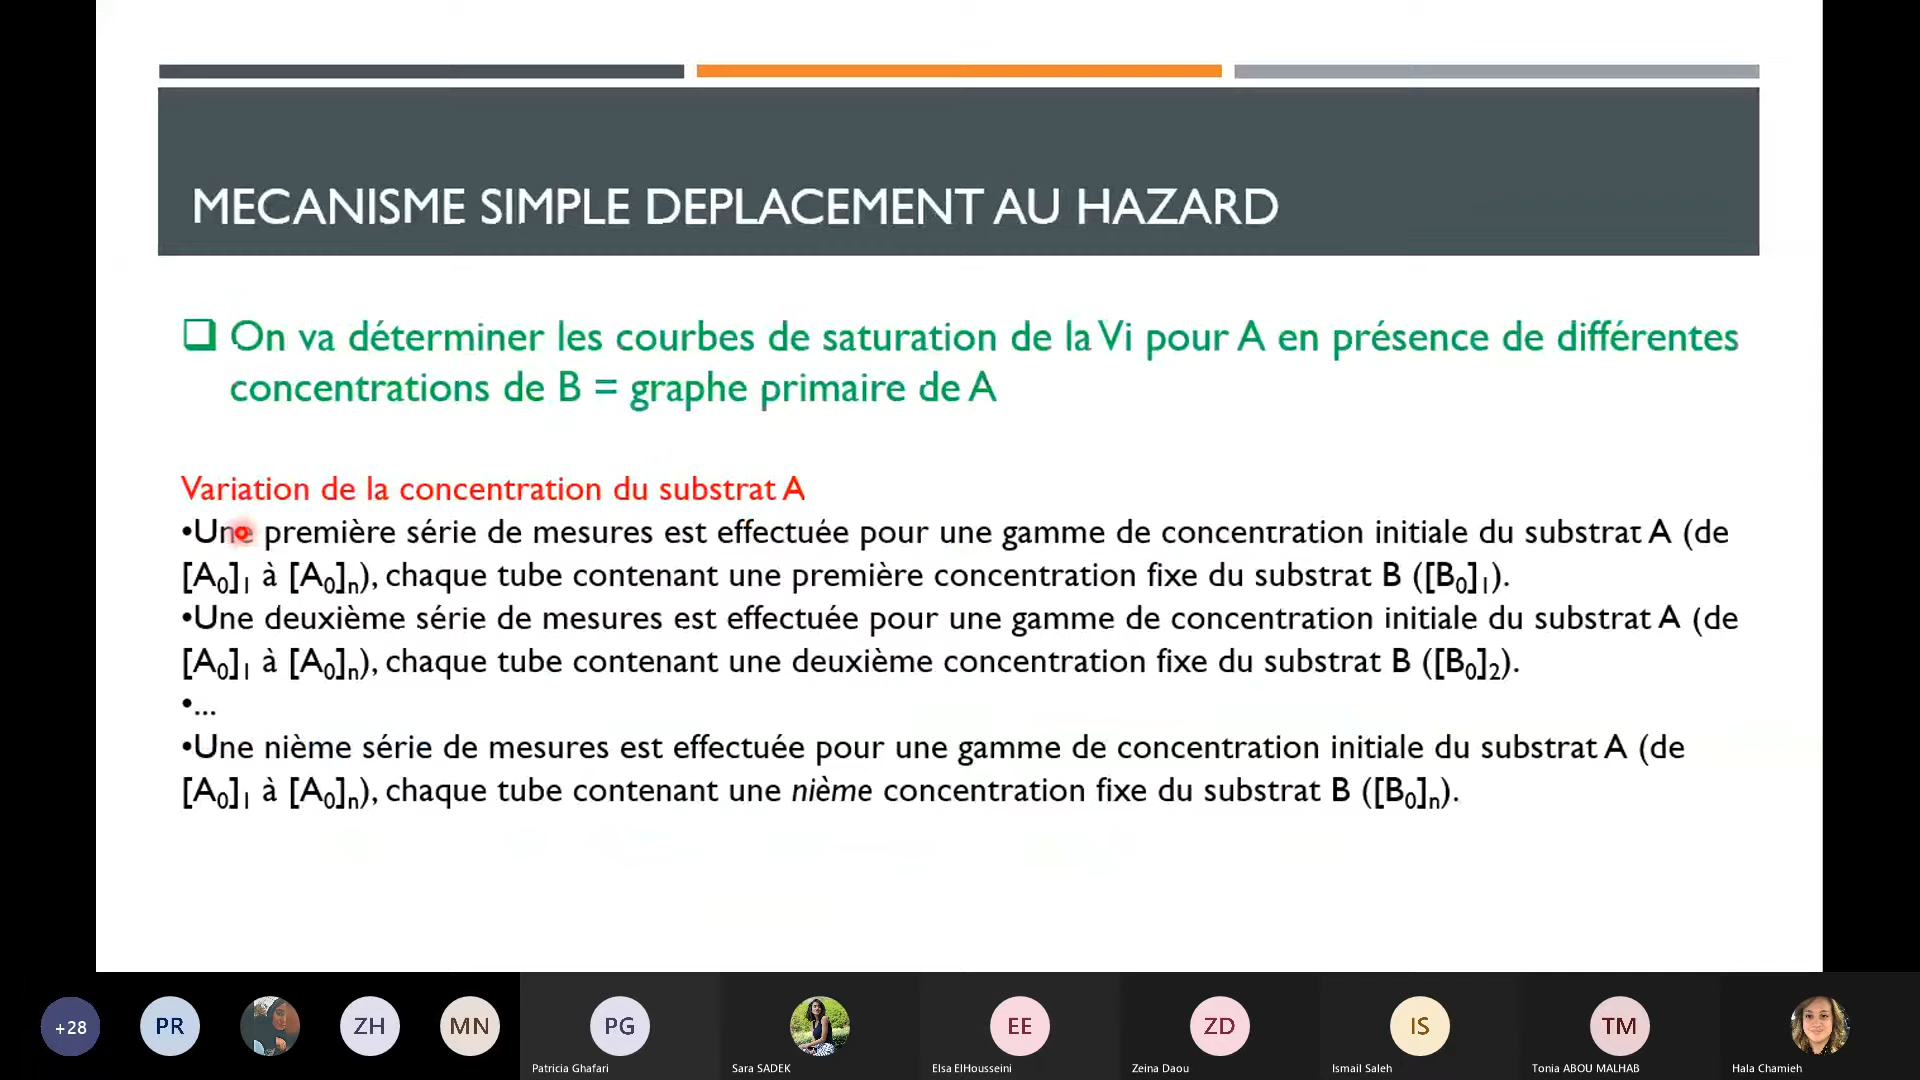 MECANISME SIMPLE DEPLACEMENT AU HAZARD
❑ On va déterminer les courbes de saturation de la Vi pour A en présence de différentes
concentrations de B = graphe primaire de A
Variation de la concentration du substrat A
•Une première série de mesures est effectuée pour une gamme de concentration initiale du substrat A (de
[A₀]₁ à [A₀]ₙ), chaque tube contenant une première concentration fixe du substrat B ([B₀]₁).
•Une deuxième série de mesures est effectuée pour une gamme de concentration initiale du substrat A (de
[A₀]₁ à [A₀]ₙ), chaque tube contenant une deuxième concentration fixe du substrat B ([B₀]₂).
•...
•Une nième série de mesures est effectuée pour une gamme de concentration initiale du substrat A (de
[A₀]₁ à [A₀]ₙ), chaque tube contenant une nième concentration fixe du substrat B ([B₀]ₙ).
+28 PR ZH MN PG EE ZD IS TM
Patricia Ghafari Sara SADEK Elsa ElHousseini Zeina Daou Ismail Saleh Tonia ABOU MALHAB Hala Chamieh